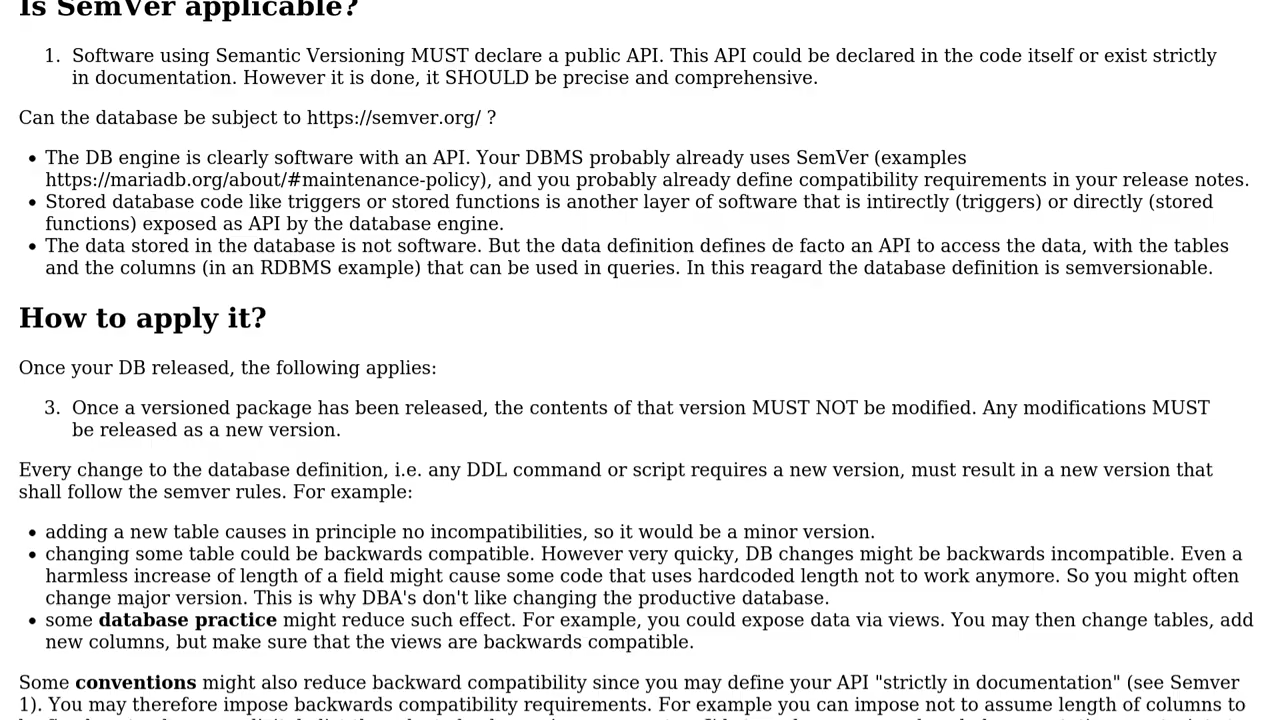 Is SemVer applicable?
1. Software using Semantic Versioning MUST declare a public API. This API could be declared in the code itself or exist strictly
in documentation. However it is done, it SHOULD be precise and comprehensive.
Can the database be subject to https://semver.org/ ?
• The DB engine is clearly software with an API. Your DBMS probably already uses SemVer (examples
https://mariadb.org/about/#maintenance-policy), and you probably already define compatibility requirements in your release notes.
• Stored database code like triggers or stored functions is another layer of software that is intirectly (triggers) or directly (stored
functions) exposed as API by the database engine.
• The data stored in the database is not software. But the data definition defines de facto an API to access the data, with the tables
and the columns (in an RDBMS example) that can be used in queries. In this reagard the database definition is semversionable.
How to apply it?
Once your DB released, the following applies:
3. Once a versioned package has been released, the contents of that version MUST NOT be modified. Any modifications MUST
be released as a new version.
Every change to the database definition, i.e. any DDL command or script requires a new version, must result in a new version that
shall follow the semver rules. For example:
• adding a new table causes in principle no incompatibilities, so it would be a minor version.
• changing some table could be backwards compatible. However very quicky, DB changes might be backwards incompatible. Even a
harmless increase of length of a field might cause some code that uses hardcoded length not to work anymore. So you might often
change major version. This is why DBA's don't like changing the productive database.
• some database practice might reduce such effect. For example, you could expose data via views. You may then change tables, add
new columns, but make sure that the views are backwards compatible.
Some conventions might also reduce backward compatibility since you may define your API "strictly in documentation" (see Semver
1). You may therefore impose backwards compatibility requirements. For example you can impose not to assume length of columns to